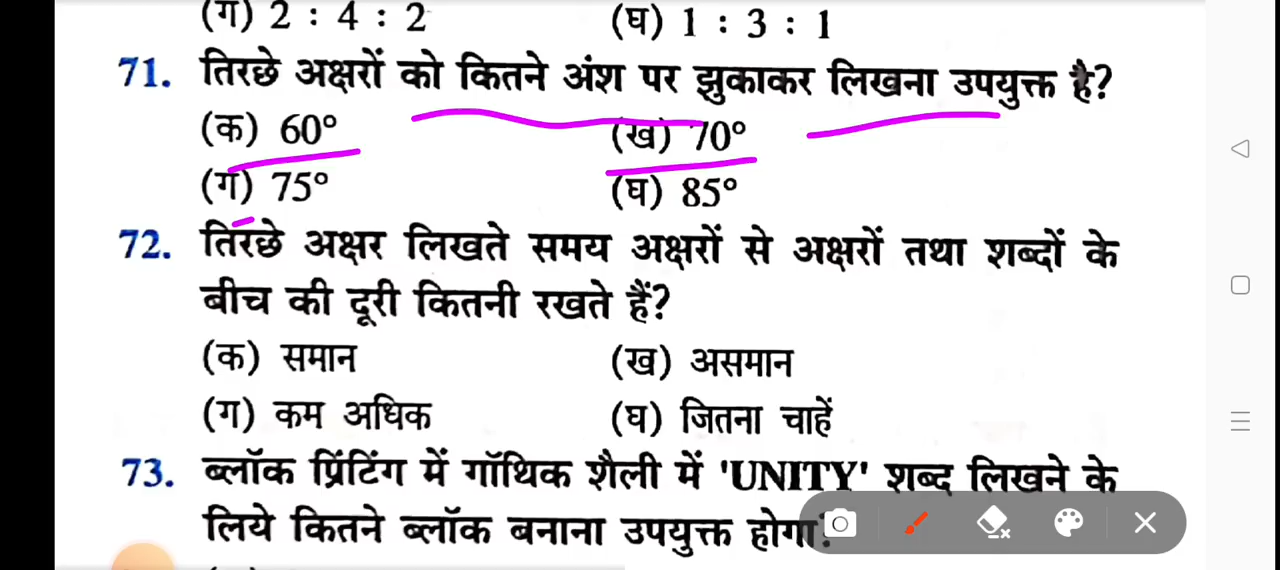 (ग) 2 : 4 : 2 (घ) 1 : 3 : 1
71. तिरछे अक्षरों को कितने अंश पर झुकाकर लिखना उपयुक्त है?
(क) 60° (ख) 70°
(ग) 75° (घ) 85°
72. तिरछे अक्षर लिखते समय अक्षरों से अक्षरों तथा शब्दों के
बीच की दूरी कितनी रखते हैं?
(क) समान (ख) असमान
(ग) कम अधिक (घ) जितना चाहें
73. ब्लॉक प्रिंटिंग में गॉथिक शैली में 'UNITY' शब्द लिखने के
लिये कितने ब्लॉक बनाना उपयुक्त होगा?